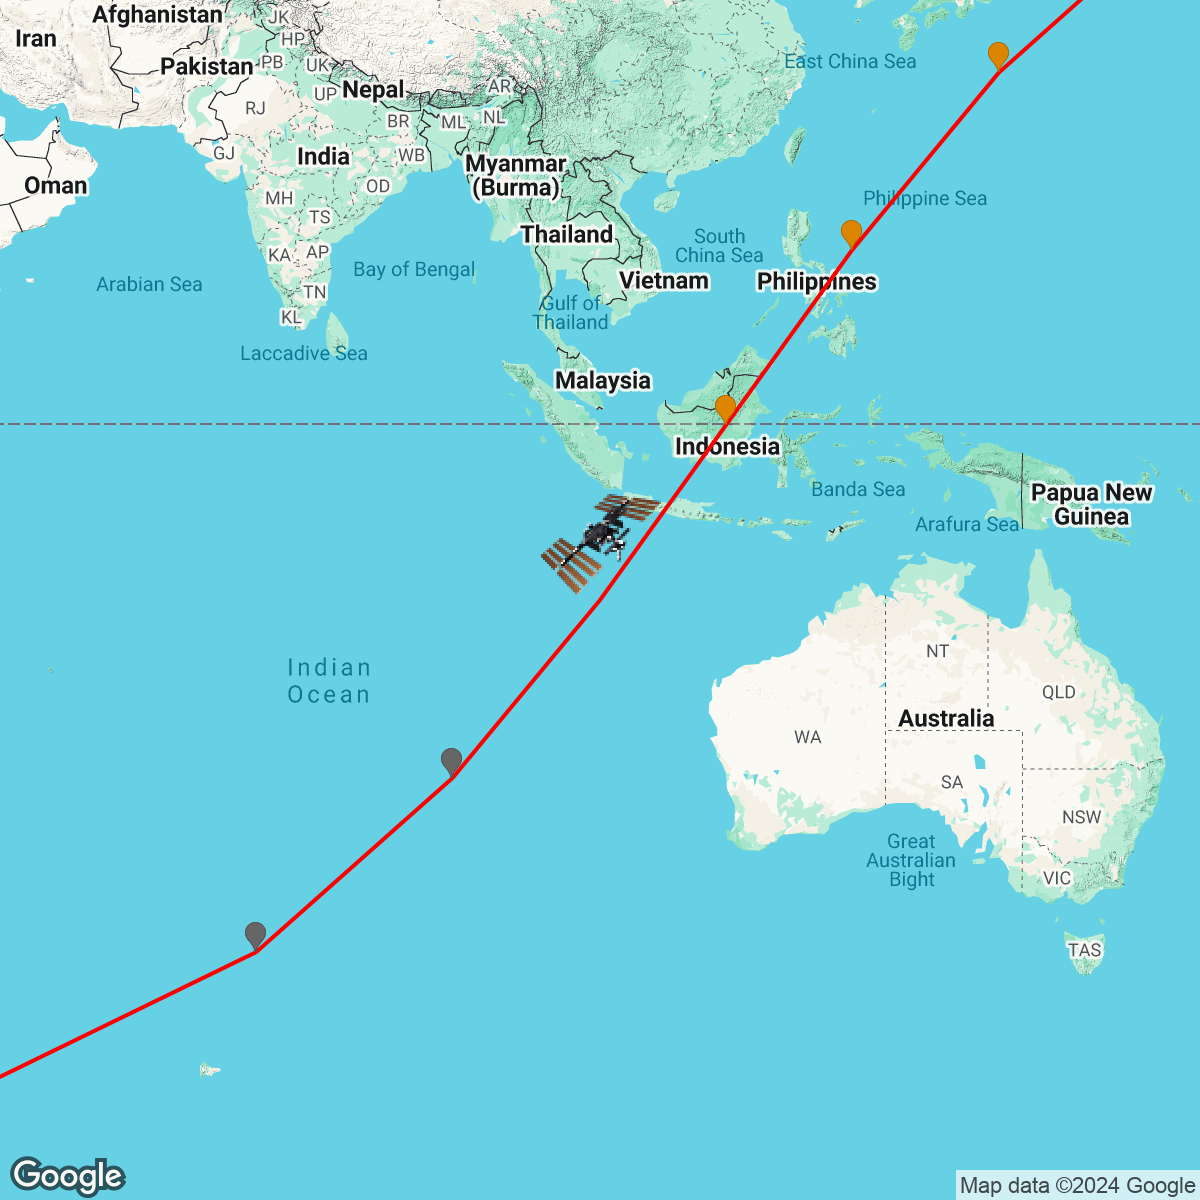 Afghanistan
JK
HP
Iran
PB
Pakistan
UK
East China Sea
Nepal
AR
UP
RJ
BR
ML
NL
GJ
India
WB
Myanmar
(Burma)
Oman
OD
MH
Philippine Sea
TS
Thailand
South
China Sea
KA
AP
Bay of Bengal
Vietnam
Philippines
Arabian Sea
TN
Gulf of
Thailand
KL
Laccadive Sea
Malaysia
Indonesia
Banda Sea
Papua New
Guinea
Arafura Sea
Indian
Ocean
NT
QLD
Australia
WA
SA
NSW
Great
Australian
Bight
VIC
TAS
Google
Map data ©2024 Google